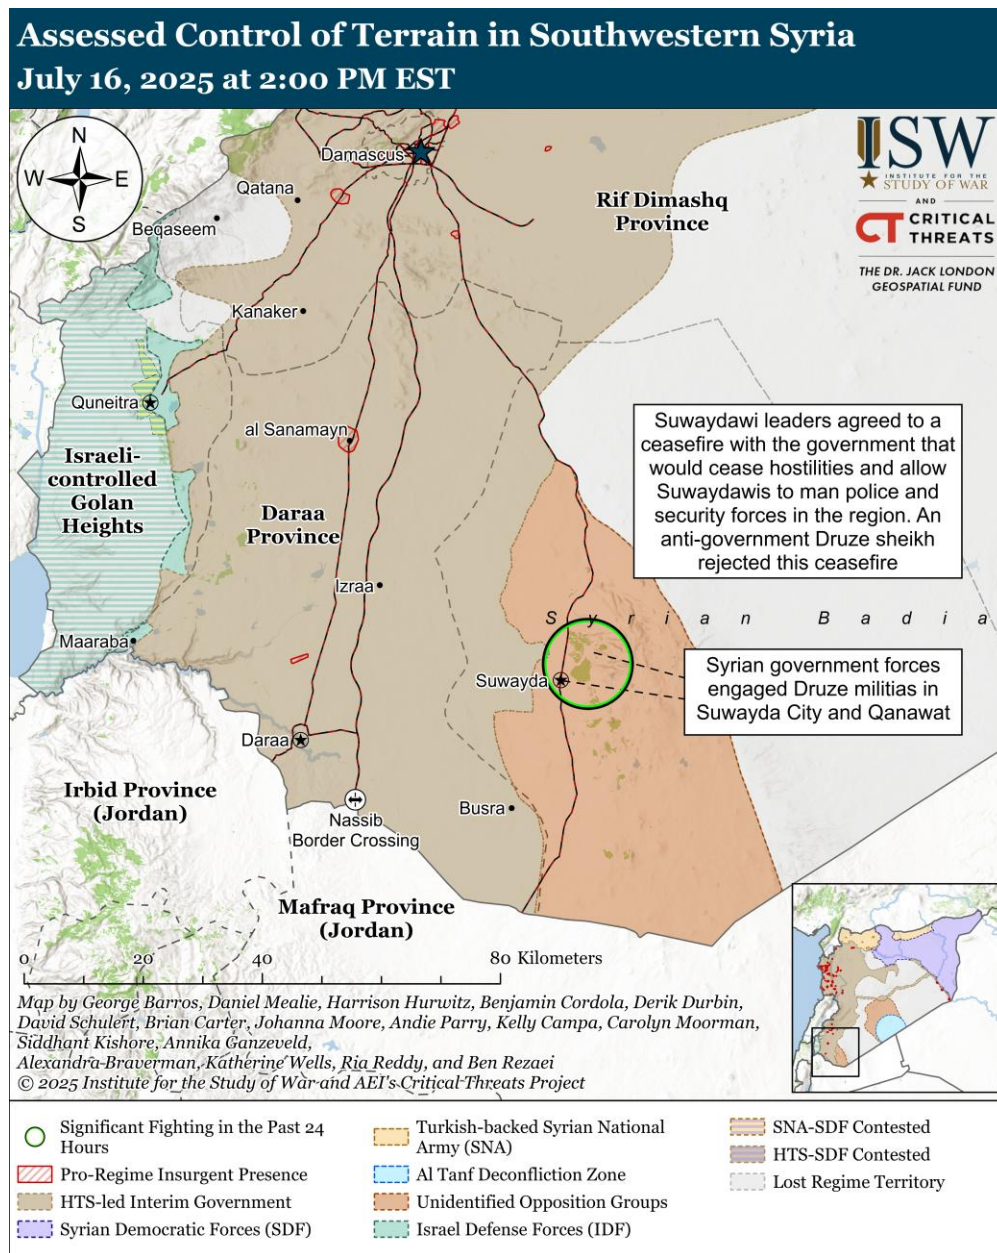 Assessed Control of Terrain in Southwestern Syria
July 16, 2025 at 2:00 PM EST
N
W
E
S
ISW
INSTITUTE FOR THE
STUDY OF WAR
AND
CT CRITICAL
THREATS
THE DR. JACK LONDON
GEOSPATIAL FUND
Damascus
Qatana
Beqaseem
Rif Dimashq
Province
Kanaker
Quneitra
al Sanamayn
Israeli-
controlled
Golan
Heights
Daraa
Province
Suwaydawi leaders agreed to a
ceasefire with the government that
would cease hostilities and allow
Suwaydawis to man police and
security forces in the region. An
anti-government Druze sheikh
rejected this ceasefire
Izraa
Syrian Badia
Maaraba
Suwayda
Syrian government forces
engaged Druze militias in
Suwayda City and Qanawat
Daraa
Irbid Province
(Jordan)
Nassib
Border Crossing
Busra
Mafraq Province
(Jordan)
0 20 40 80 Kilometers
Map by George Barros, Daniel Mealie, Harrison Hurwitz, Benjamin Cordola, Derik Durbin,
David Schulert, Brian Carter, Johanna Moore, Andie Parry, Kelly Campa, Carolyn Moorman,
Siddhant Kishore, Annika Ganzeveld,
Alexandra Braverman, Katherine Wells, Ria Reddy, and Ben Rezaei
© 2025 Institute for the Study of War and AEI's Critical Threats Project
Significant Fighting in the Past 24
Hours
Pro-Regime Insurgent Presence
HTS-led Interim Government
Syrian Democratic Forces (SDF)
Turkish-backed Syrian National
Army (SNA)
Al Tanf Deconfliction Zone
Unidentified Opposition Groups
Israel Defense Forces (IDF)
SNA-SDF Contested
HTS-SDF Contested
Lost Regime Territory